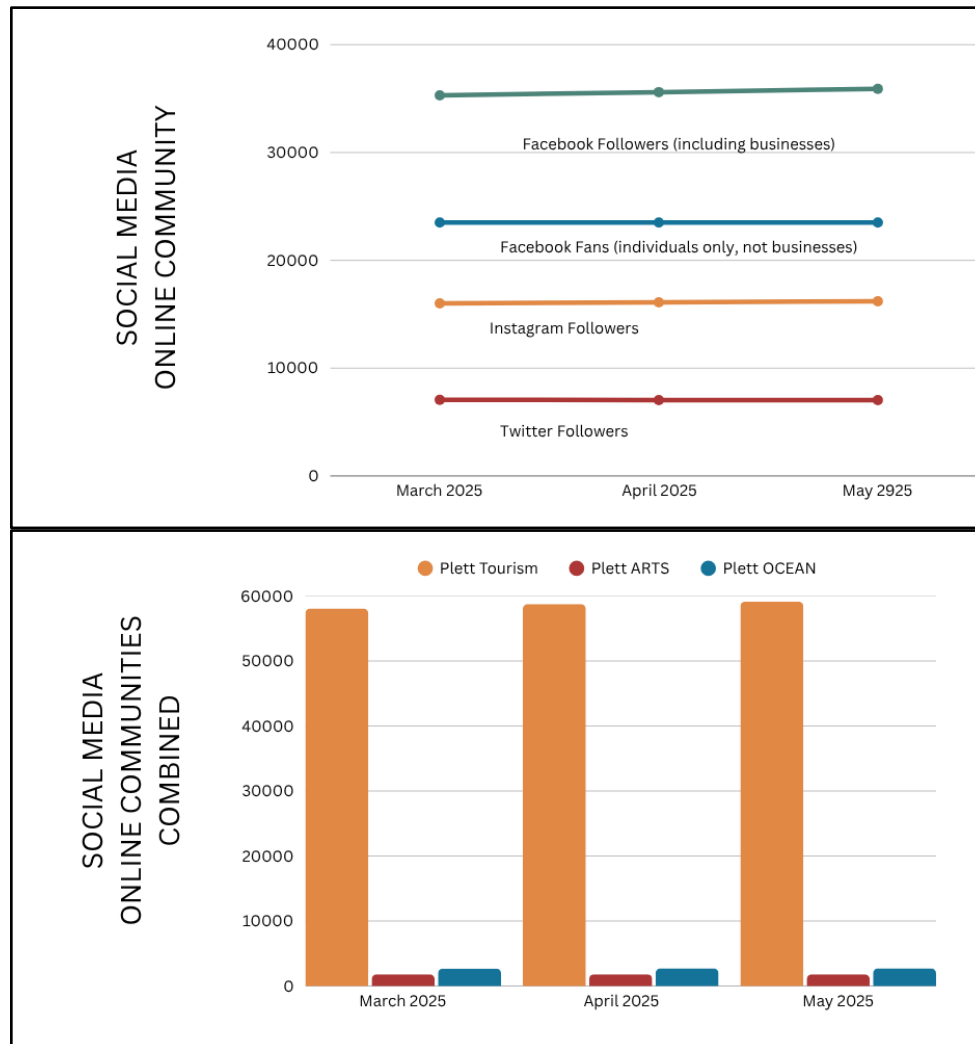 SOCIAL MEDIA
ONLINE COMMUNITY
40000
30000
20000
10000
0
Facebook Followers (including businesses)
Facebook Fans (individuals only, not businesses)
Instagram Followers
Twitter Followers
March 2025
April 2025
May 2925
SOCIAL MEDIA
ONLINE COMMUNITIES
COMBINED
Plett Tourism
Plett ARTS
Plett OCEAN
60000
50000
40000
30000
20000
10000
0
March 2025
April 2025
May 2025